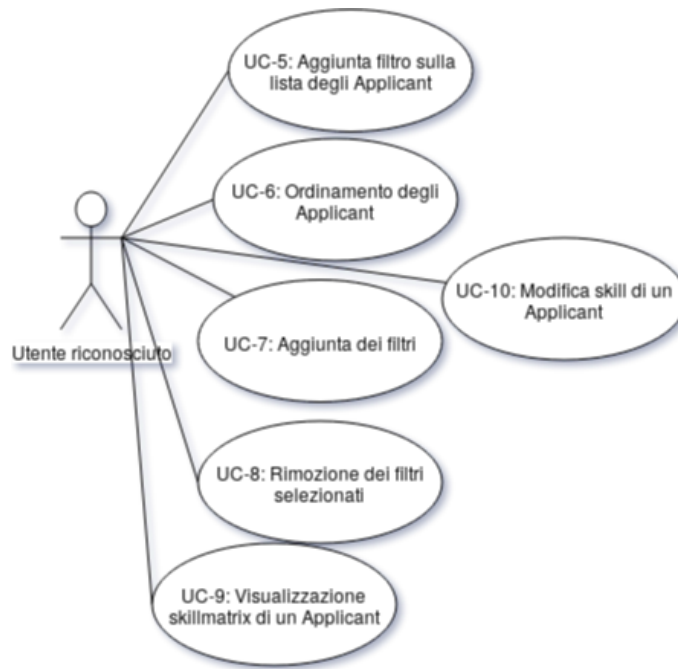 UC-5: Aggiunta filtro sulla
lista degli Applicant
UC-6: Ordinamento degli
Applicant
UC-10: Modifica skill di un
Applicant
UC-7: Aggiunta dei filtri
Utente riconosciuto
UC-8: Rimozione dei filtri
selezionati
UC-9: Visualizzazione
skillmatrix di un Applicant